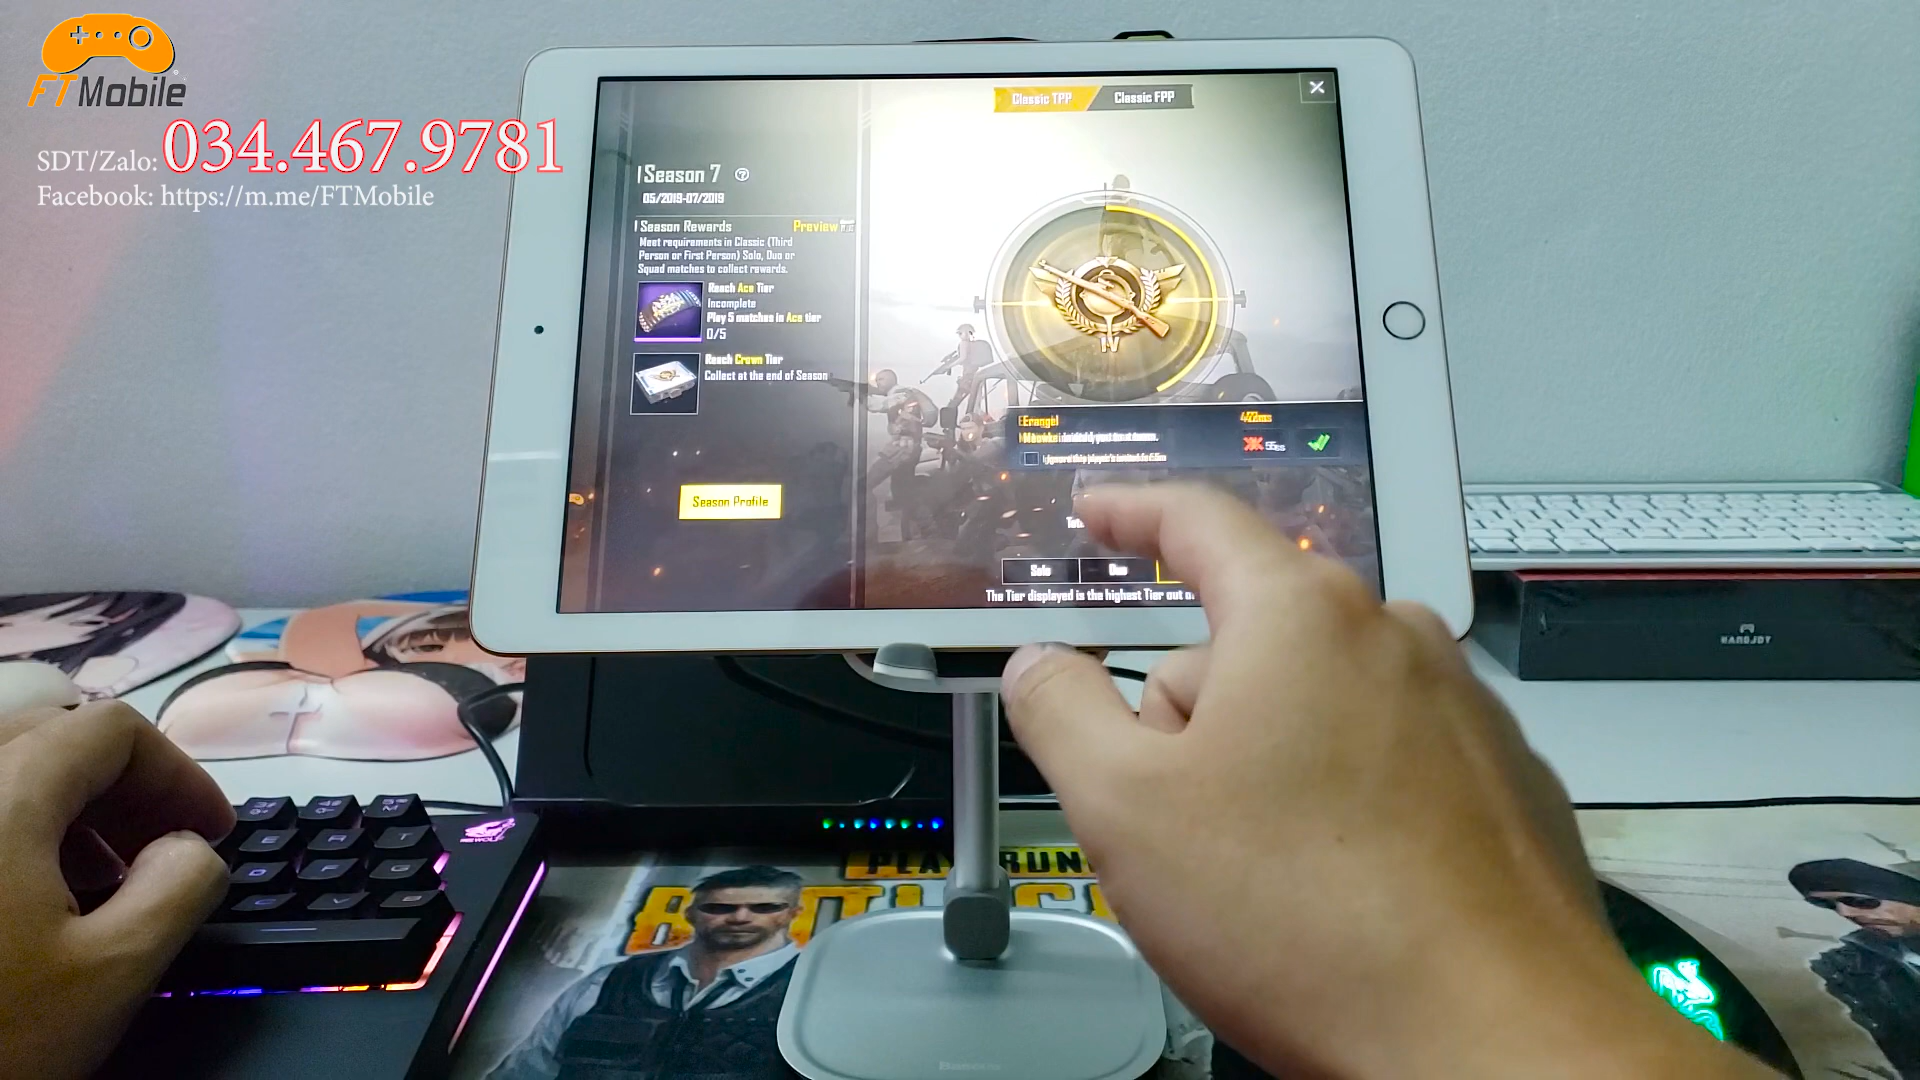 FTMobile
SDT/Zalo: 034.467.9781
Facebook: https://m.me/FTMobile
Classic TPP
Classic FPP
Season 7
05/2019-07/2019
Season Rewards
Preview
Meet requirements in Classic (Third
Person or First Person) Solo, Duo or
Squad matches to collect rewards.
Reach Ace Tier
Incomplete
Play 5 matches in Ace tier
0/5
Reach Crown Tier
Collect at the end of Season
Season Profile
IV
Erangel
Solo
Duo
The Tier displayed is the highest Tier out
HANDJOY
E
R
T
D
F
G
C
V
B